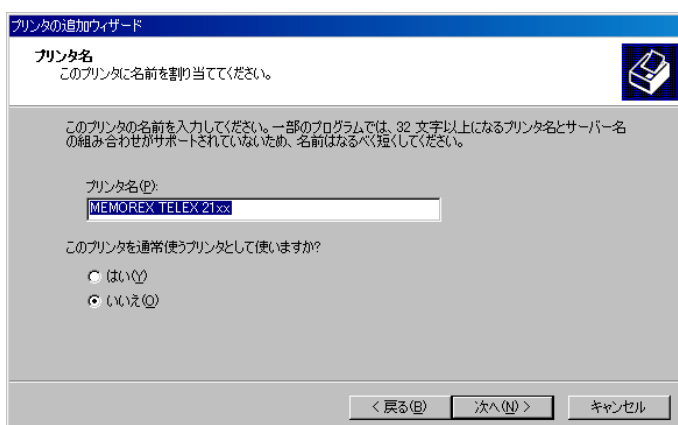 プリンタの追加ウィザード
プリンタ名
このプリンタに名前を割り当ててください。
このプリンタの名前を入力してください。一部のプログラムでは、32 文字以上になるプリンタ名とサーバー名
の組み合わせがサポートされていないため、名前はなるべく短くしてください。
プリンタ名(P):
MEMOREX TELEX 21xx
このプリンタを通常使うプリンタとして使いますか?
はい(Y)
いいえ(O)
< 戻る(B) 次へ(N) > キャンセル